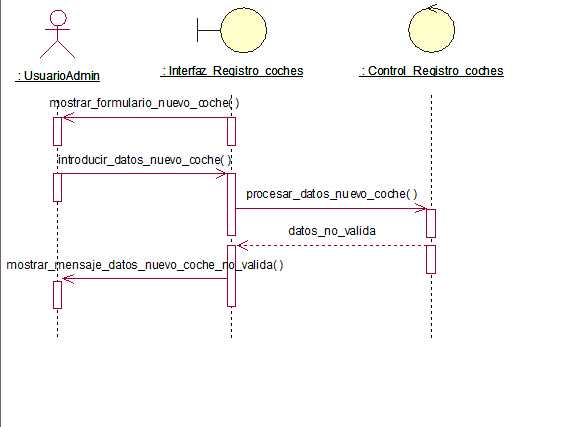 : UsuarioAdmin
: Interfaz_Registro_coches
: Control_Registro_coches
mostrar_formulario_nuevo_coche( )
introducir_datos_nuevo_coche( )
procesar_datos_nuevo_coche( )
datos_no_valida
mostrar_mensaje_datos_nuevo_coche_no_valida( )